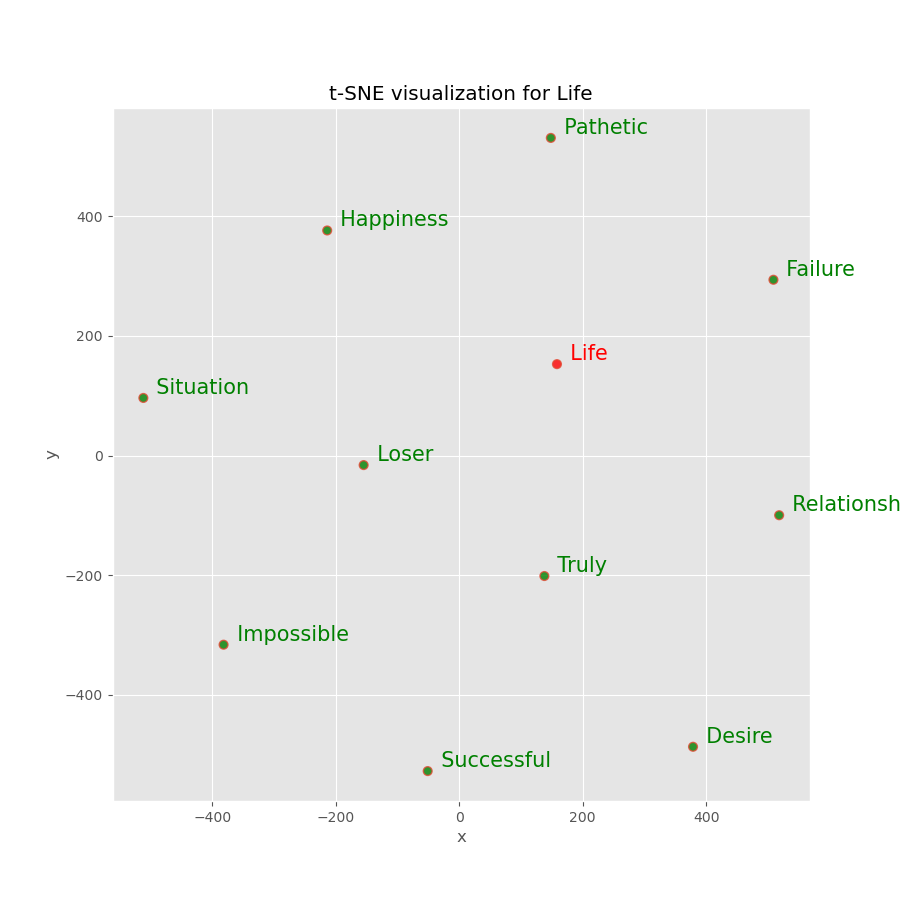 t-SNE visualization for Life
Pathetic
Happiness
Failure
Life
Situation
Loser
Relationsh
Truly
Impossible
Desire
Successful
400
200
0
−200
−400
y
−400
−200
0
200
400
x